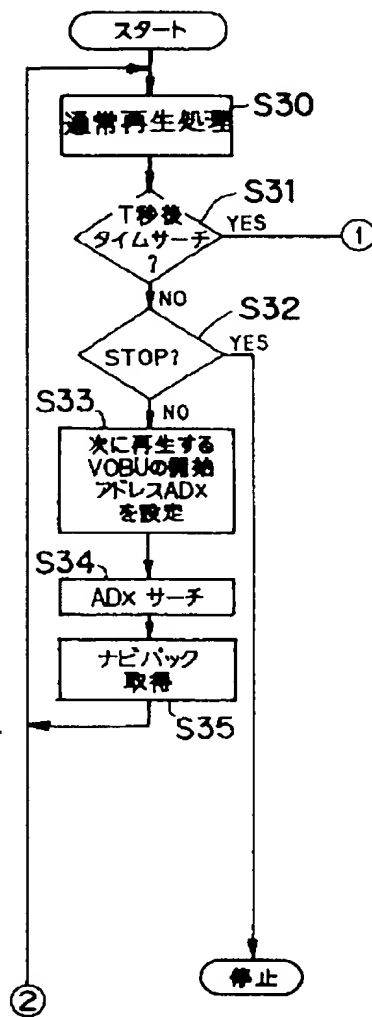 スタート
S30
通常再生処理
S31
T秒後
タイムサーチ
?
YES
①
NO
S32
STOP?
YES
S33
NO
次に再生する
VOBUの開始
アドレスADX
を設定
S34
ADX サーチ
ナビパック
取得
S35
停止
②